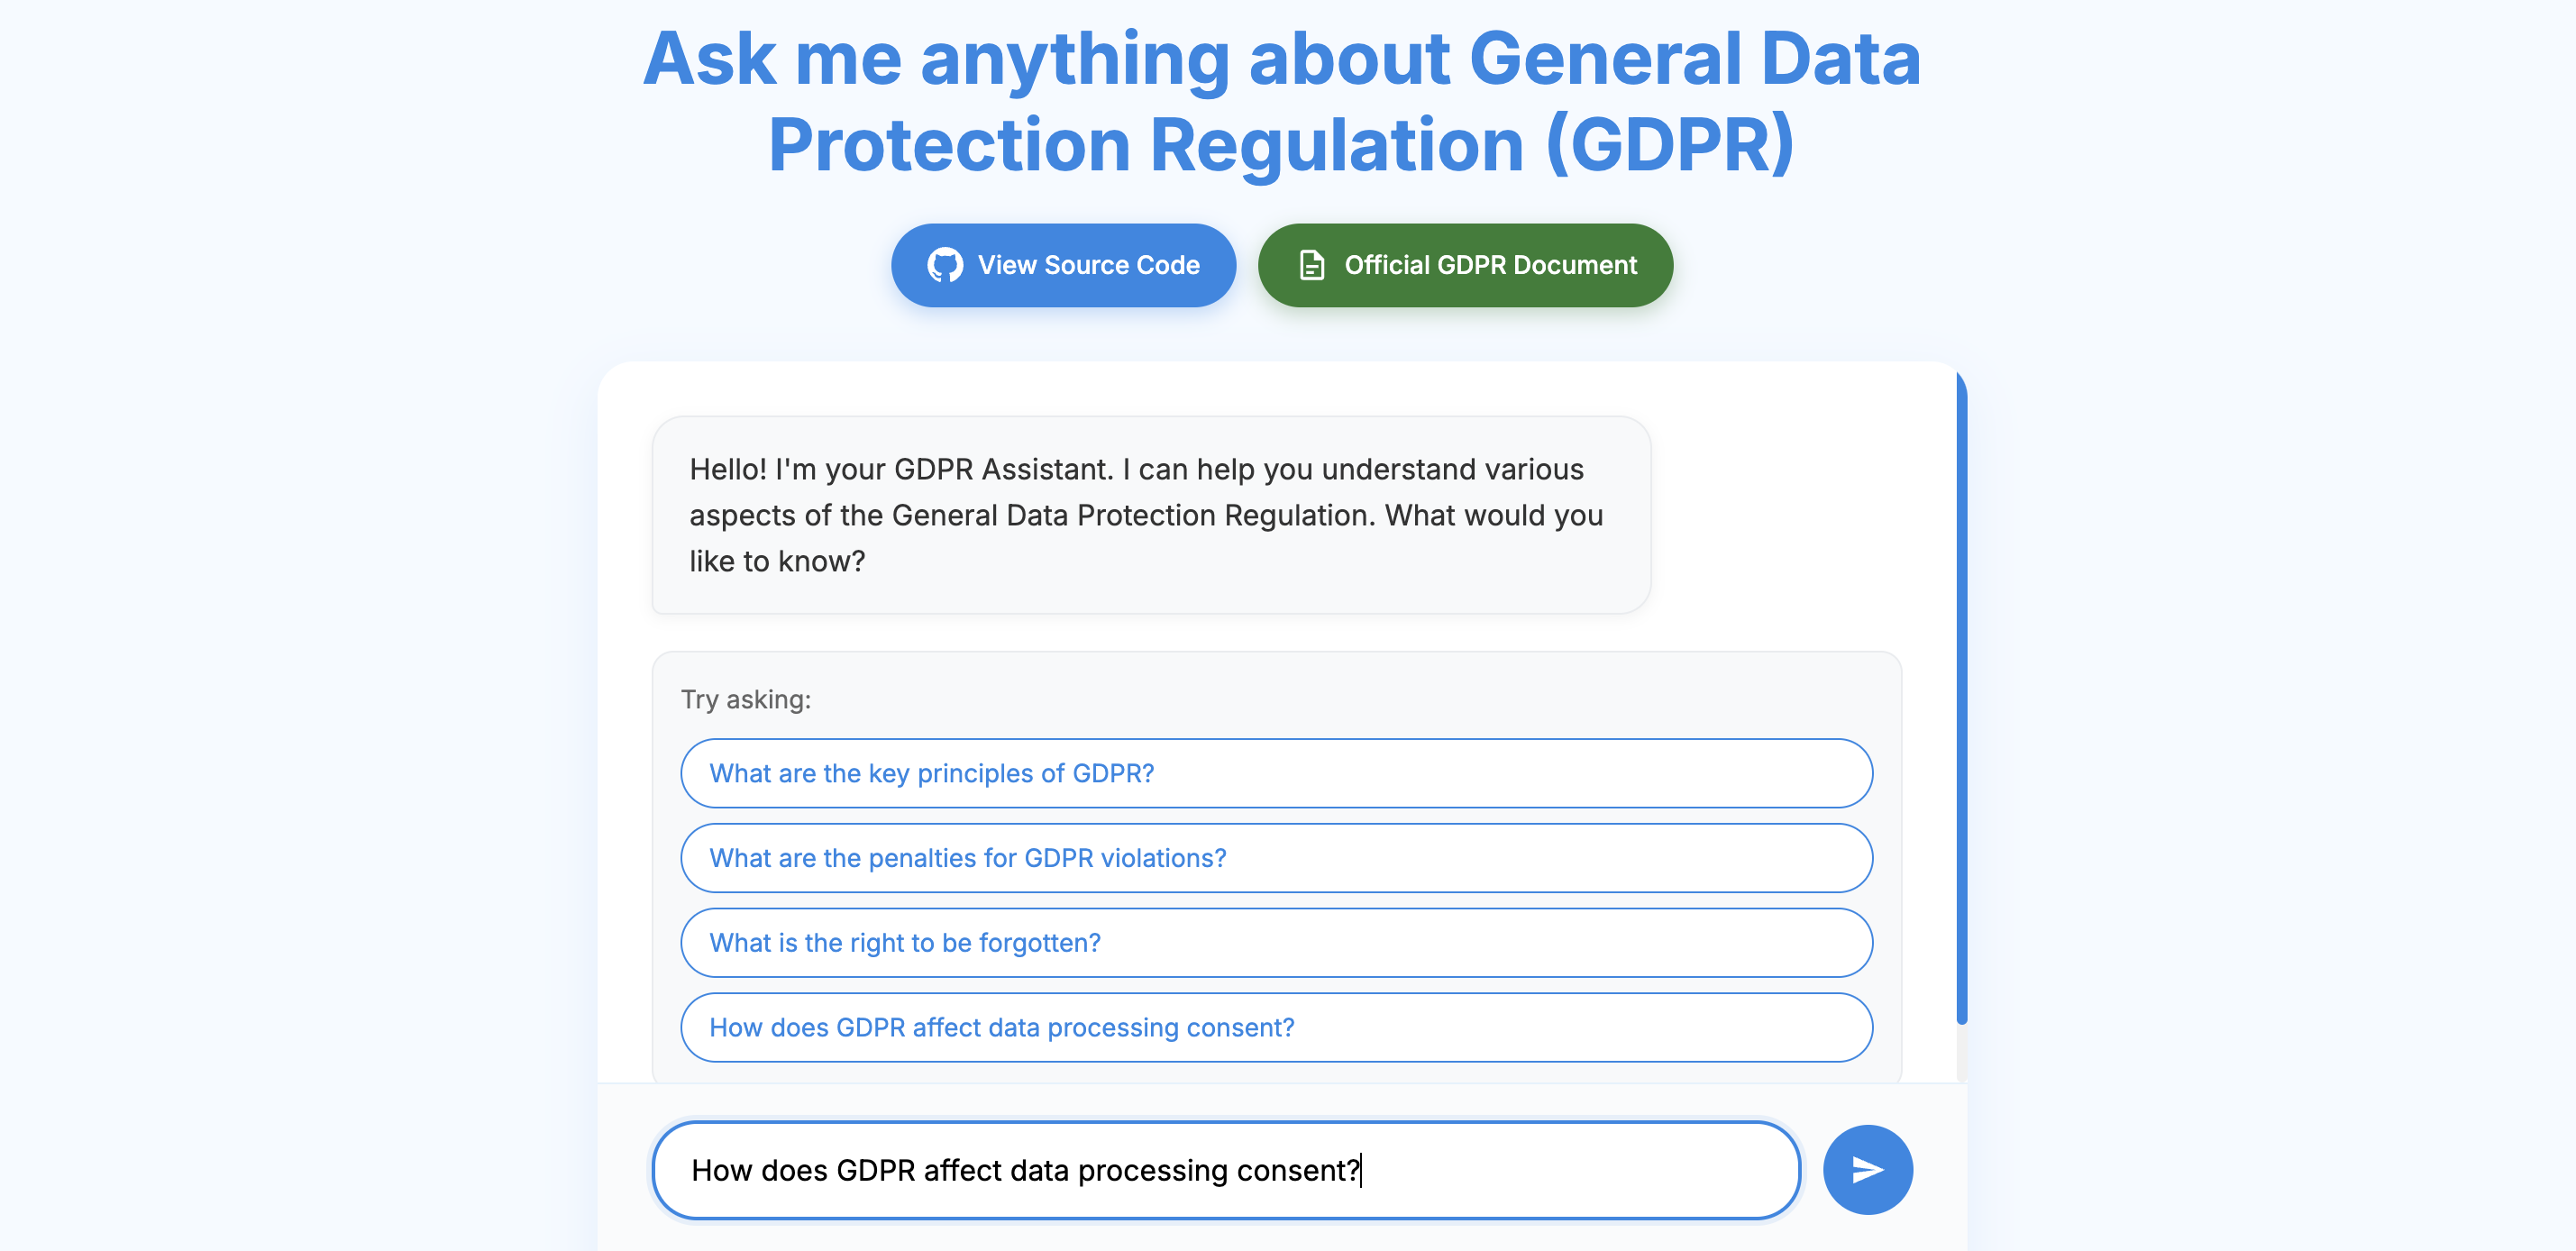 Ask me anything about General Data
Protection Regulation (GDPR)
View Source Code
Official GDPR Document
Hello! I'm your GDPR Assistant. I can help you understand various
aspects of the General Data Protection Regulation. What would you
like to know?
Try asking:
What are the key principles of GDPR?
What are the penalties for GDPR violations?
What is the right to be forgotten?
How does GDPR affect data processing consent?
How does GDPR affect data processing consent?